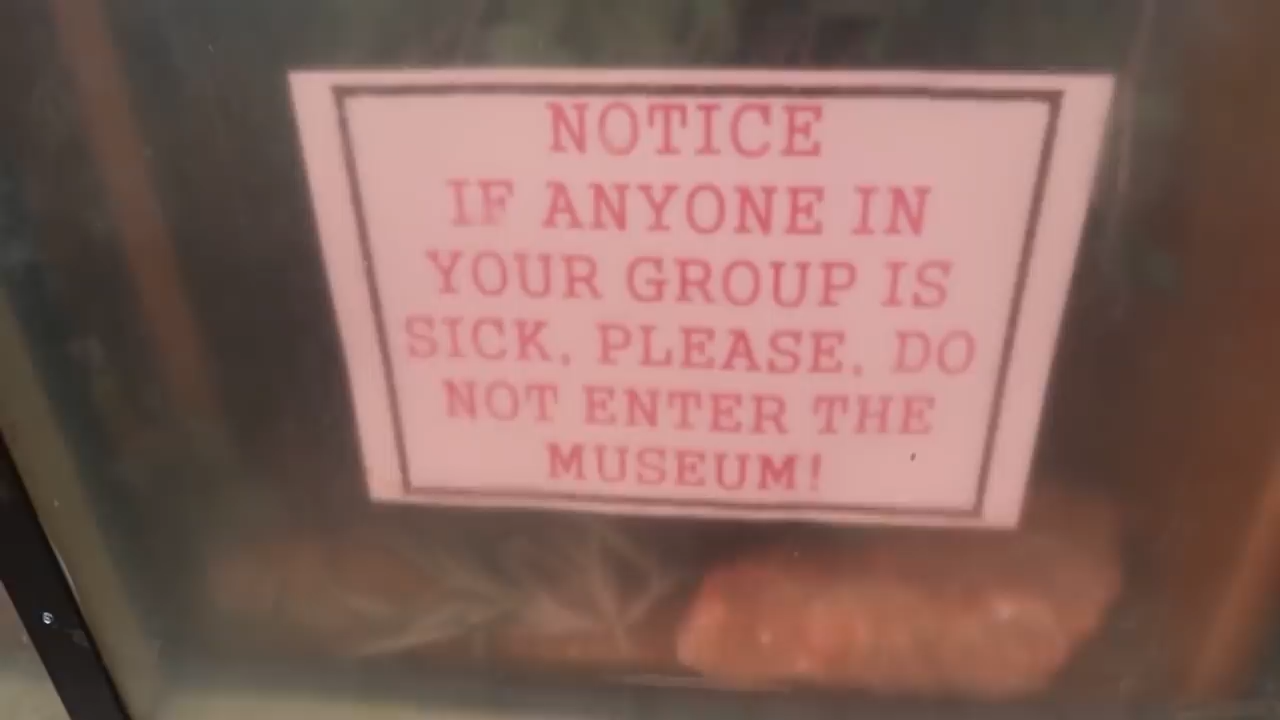 NOTICE
IF ANYONE IN
YOUR GROUP IS
SICK, PLEASE, DO
NOT ENTER THE
MUSEUM!